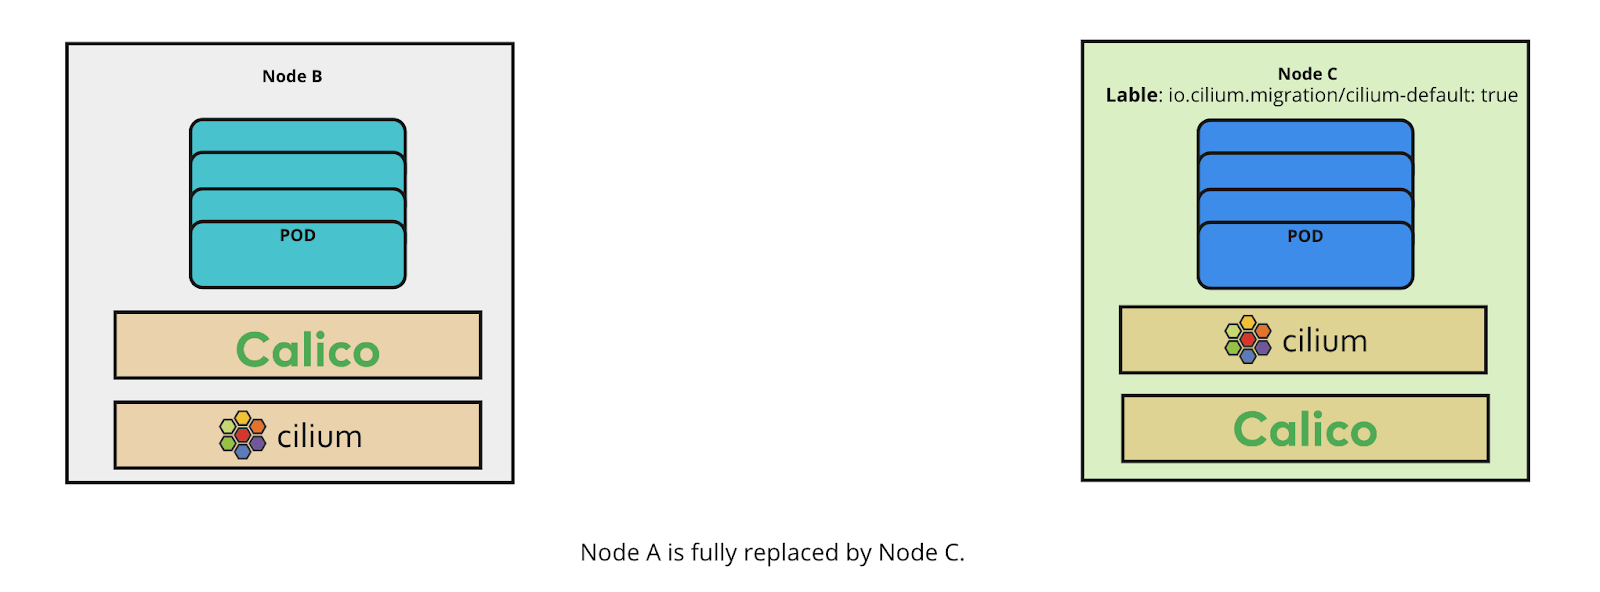 Node B
POD
Calico
cilium
Node C
Lable: io.cilium.migration/cilium-default: true
POD
cilium
Calico
Node A is fully replaced by Node C.